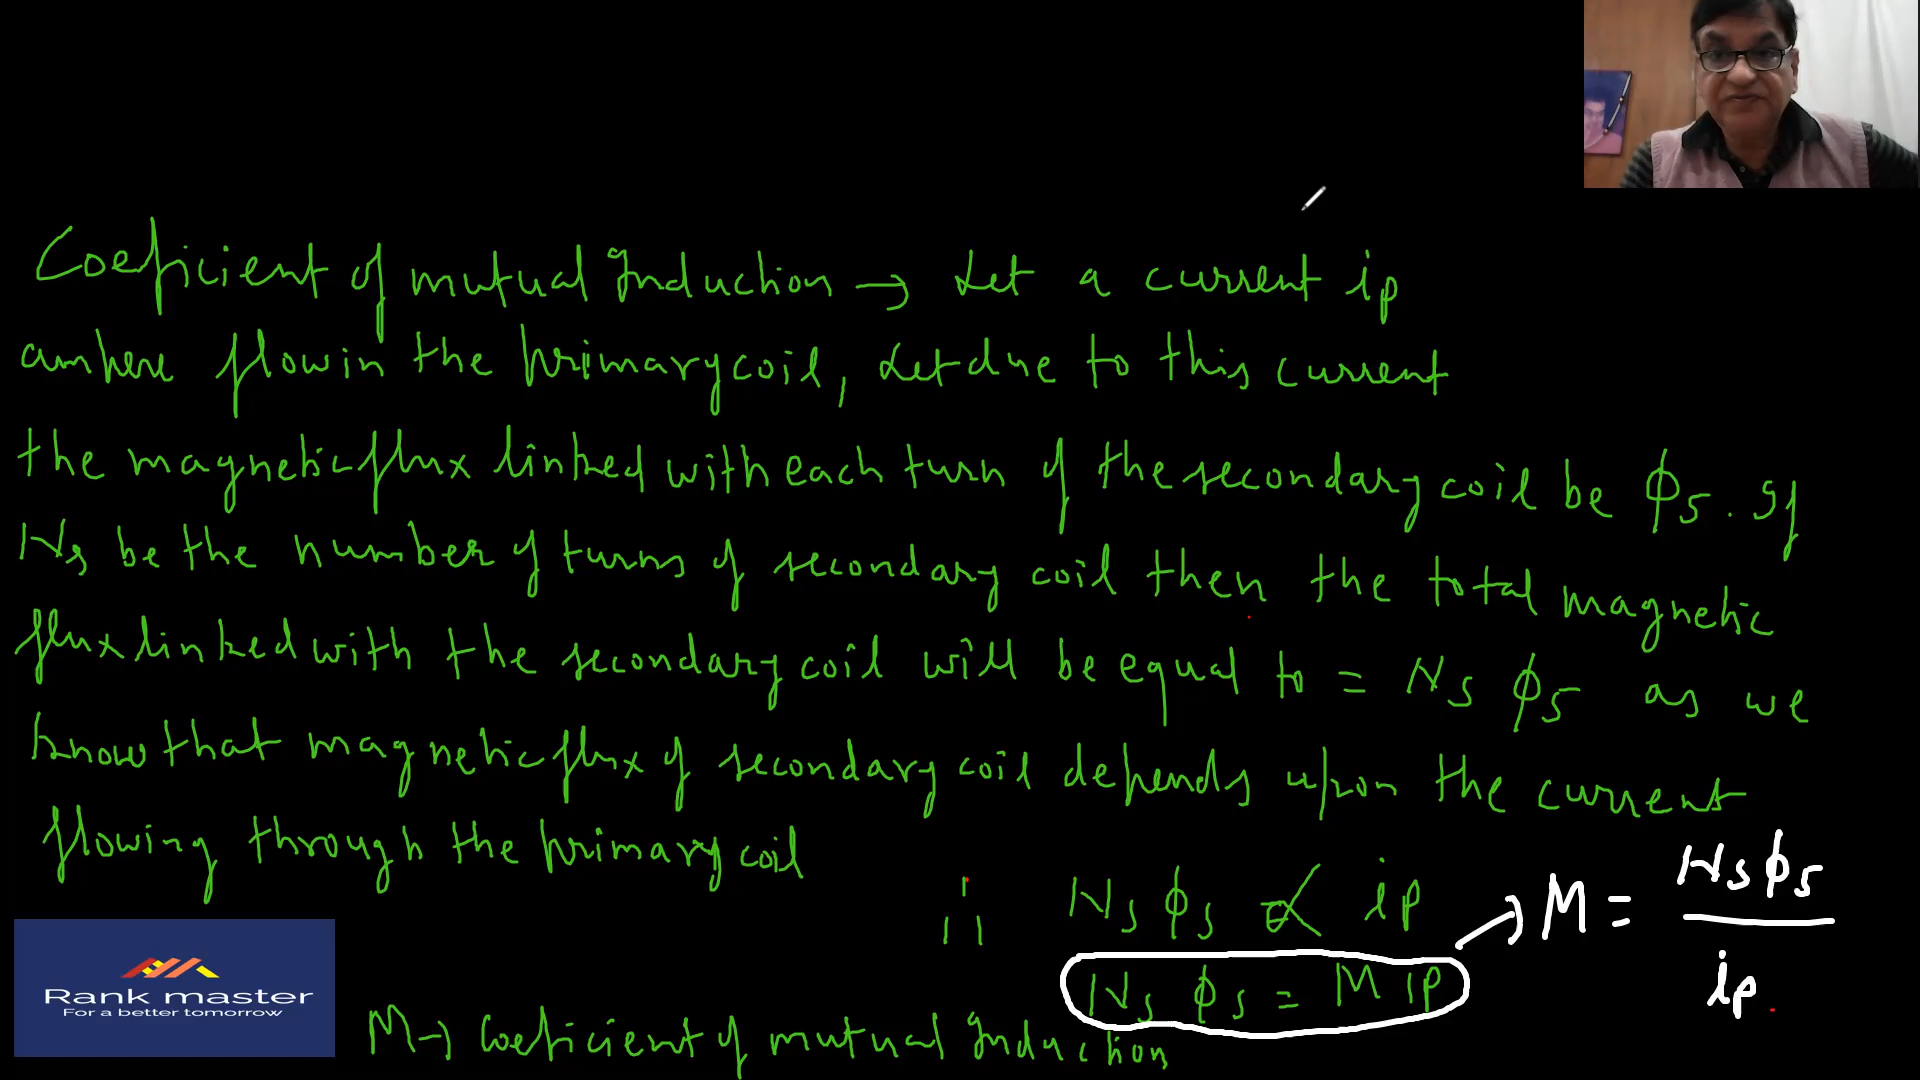 Coeficient of mutual Induction → Let a current ip
amhere flow in the primary coil, Let due to this current
the magnetic flux linked with each turn of the secondary coil be ϕs. If
Ns be the number of turns of secondary coil then the total magnetic
flux linked with the secondary coil will be equal to = Ns ϕs as we
know that magnetic flux of secondary coil depends upon the current
flowing through the primary coil
∴ Ns ϕs ∝ ip
Ns ϕs = M ip → M = Ns ϕs / ip
M → Coeficient of mutual Induction
Rank master
For a better tomorrow